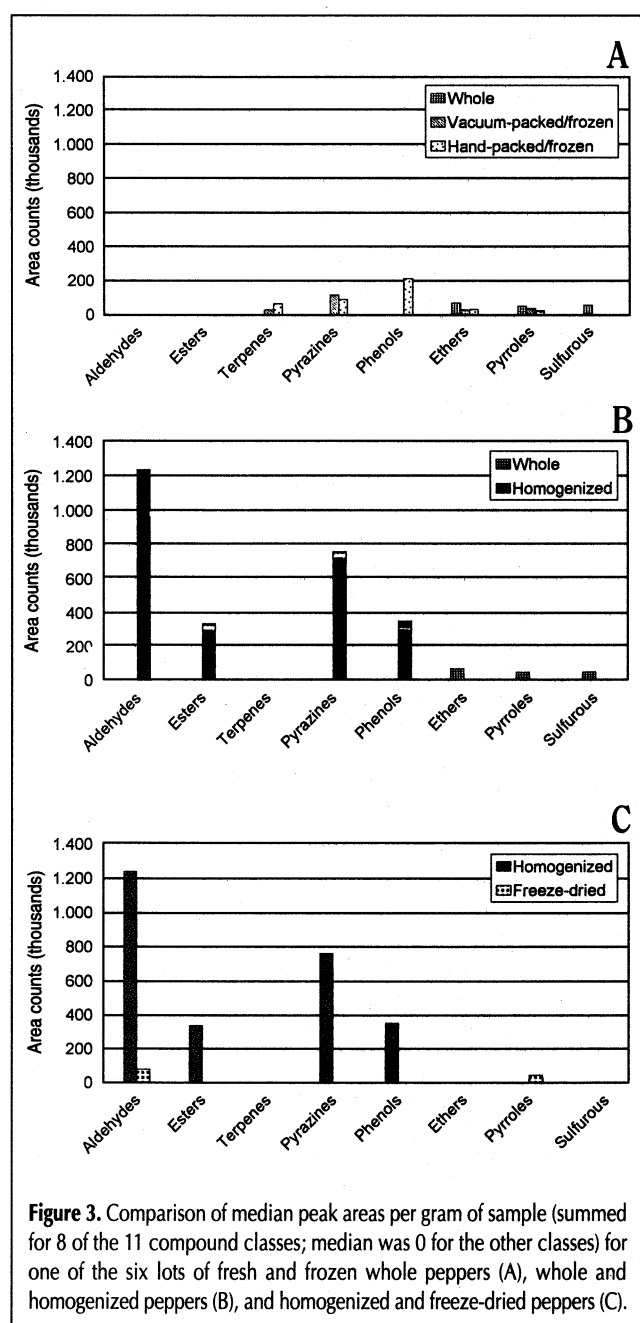 A
1.400
1.200
1.000
800
600
400
200
0
Area counts (thousands)
Whole
Vacuum-packed/frozen
Hand-packed/frozen
Aldehydes
Esters
Terpenes
Pyrazines
Phenols
Ethers
Pyrroles
Sulfurous
B
1.400
1.200
1.000
800
600
400
200
0
Area counts (thousands)
Whole
Homogenized
Aldehydes
Esters
Terpenes
Pyrazines
Phenols
Ethers
Pyrroles
Sulfurous
C
1.400
1.200
1.000
800
600
400
200
0
Area counts (thousands)
Homogenized
Freeze-dried
Aldehydes
Esters
Terpenes
Pyrazines
Phenols
Ethers
Pyrroles
Sulfurous
Figure 3. Comparison of median peak areas per gram of sample (summed
for 8 of the 11 compound classes; median was 0 for the other classes) for
one of the six lots of fresh and frozen whole peppers (A), whole and
homogenized peppers (B), and homogenized and freeze-dried peppers (C).